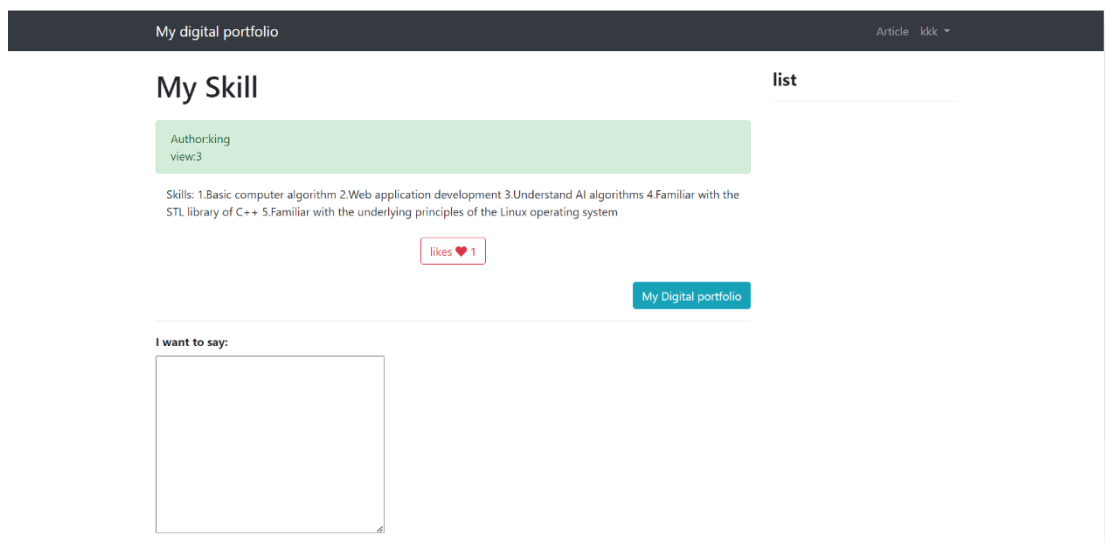 My digital portfolio
Article kkk
My Skill
list
Author:king
view:3
Skills: 1.Basic computer algorithm 2.Web application development 3.Understand AI algorithms 4.Familiar with the
STL library of C++ 5.Familiar with the underlying principles of the Linux operating system
likes ❤ 1
My Digital portfolio
I want to say: